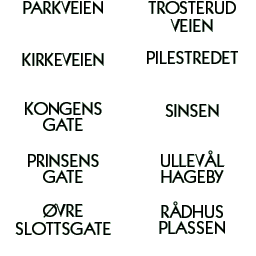 PARKVEIEN
TROSTERUD
VEIEN
KIRKEVEIEN
PILESTREDET
KONGENS
GATE
SINSEN
PRINSENS
GATE
ULLEVÅL
HAGEBY
ØVRE
SLOTTSGATE
RÅDHUS
PLASSEN